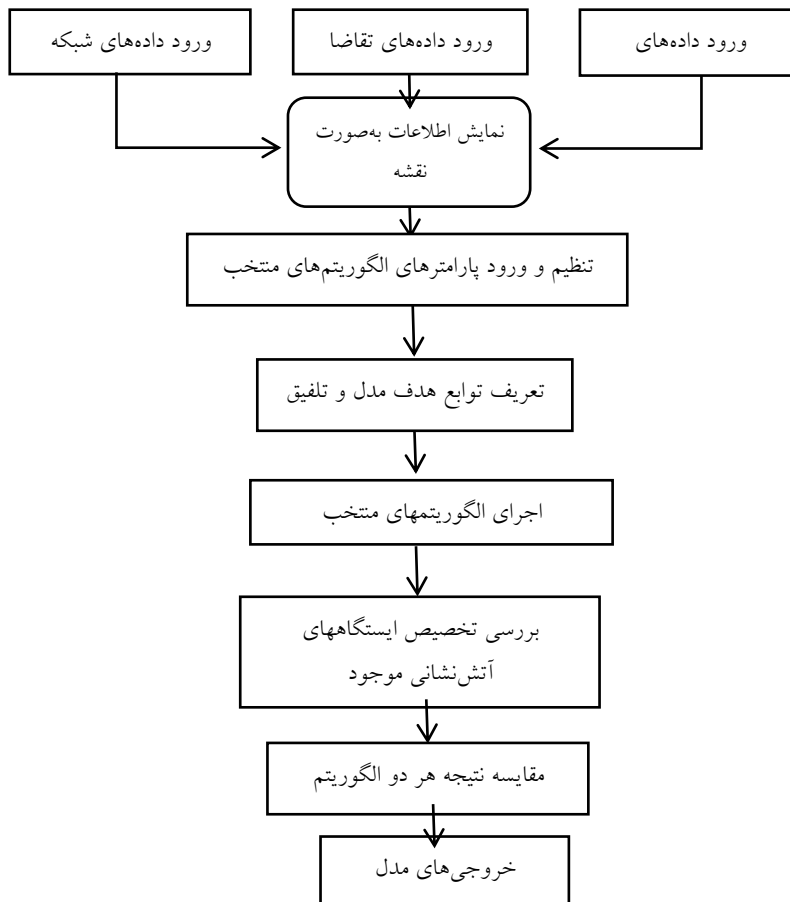 ورود داده‌های
ورود داده‌های تقاضا
ورود داده‌های شبکه
نمایش اطلاعات به‌صورت
نقشه
تنظیم و ورود پارامترهای الگوریتم‌های منتخب
تعریف توابع هدف مدل و تلفیق
اجرای الگوریتمهای منتخب
بررسی تخصیص ایستگاههای
آتش‌نشانی موجود
مقایسه نتیجه هر دو الگوریتم
خروجی‌های مدل